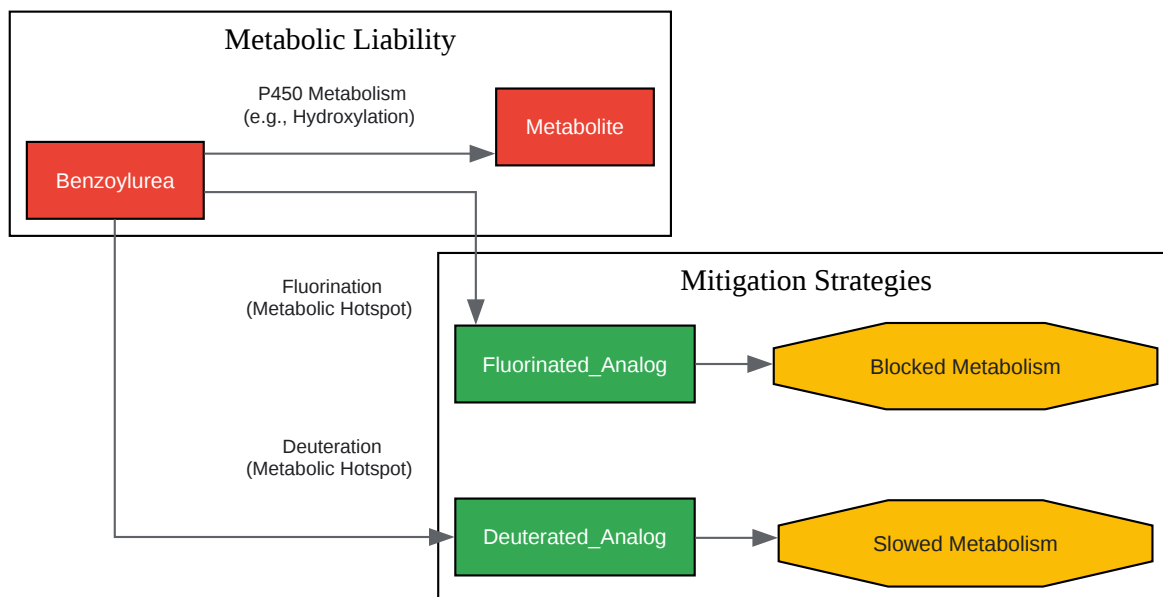 Metabolic Liability
P450 Metabolism
(e.g., Hydroxylation)
Metabolite
Benzoylurea
Fluorination
(Metabolic Hotspot)
Mitigation Strategies
Fluorinated_Analog
Blocked Metabolism
Deuteration
(Metabolic Hotspot)
Deuterated_Analog
Slowed Metabolism